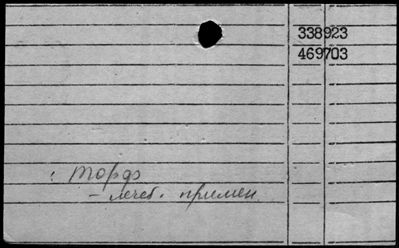 338923
469703
: торф
– лечеб. примен.